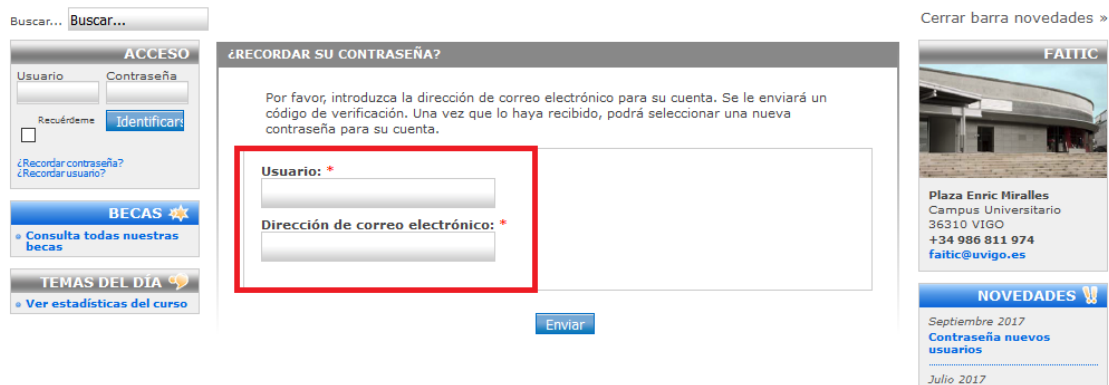 Buscar... Buscar...
Cerrar barra novedades »
ACCESO
Usuario Contraseña
Recuérdeme Identificars
¿Recordar contraseña?
¿Recordar usuario?
BECAS
Consulta todas nuestras
becas
TEMAS DEL DÍA
Ver estadísticas del curso
¿RECORDAR SU CONTRASEÑA?
Por favor, introduzca la dirección de correo electrónico para su cuenta. Se le enviará un
código de verificación. Una vez que lo haya recibido, podrá seleccionar una nueva
contraseña para su cuenta.
Usuario: *
Dirección de correo electrónico: *
Enviar
FAITIC
Plaza Enric Miralles
Campus Universitario
36310 VIGO
+34 986 811 974
faitic@uvigo.es
NOVEDADES
Septiembre 2017
Contraseña nuevos
usuarios
Julio 2017